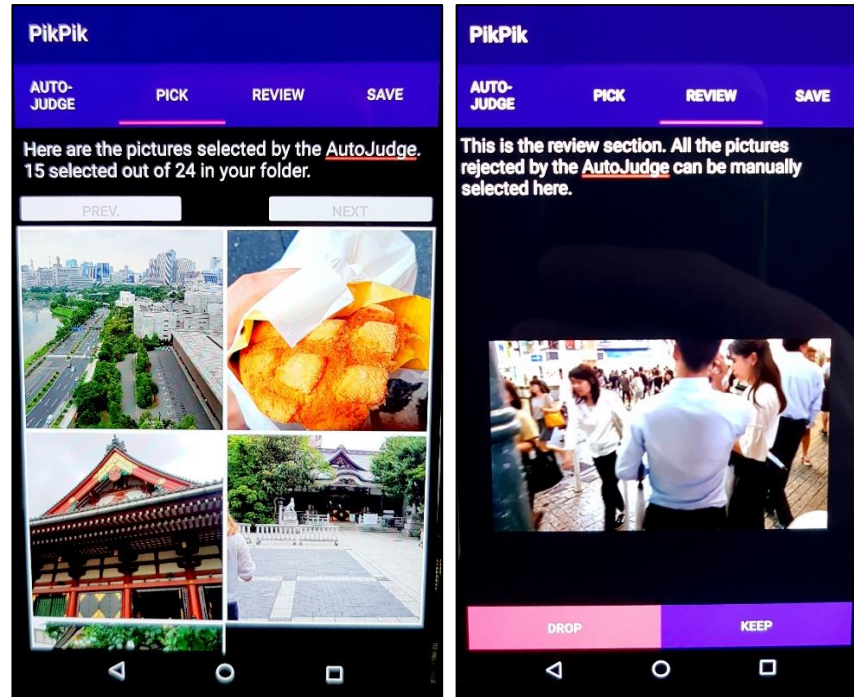 PikPik
AUTO-
JUDGE
PICK
REVIEW
SAVE
Here are the pictures selected by the AutoJudge.
15 selected out of 24 in your folder.
PREV.
NEXT
PikPik
AUTO-
JUDGE
PICK
REVIEW
SAVE
This is the review section. All the pictures
rejected by the AutoJudge can be manually
selected here.
DROP
KEEP